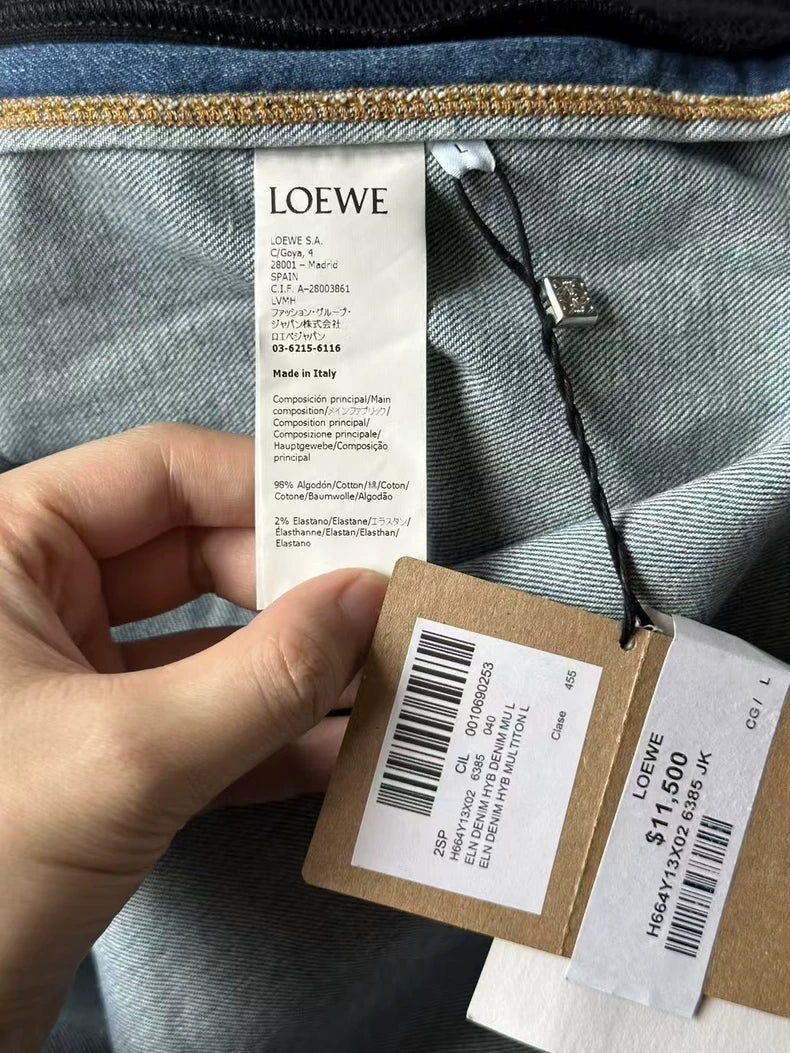 LOEWE
LOEWE S.A.
C/Goya, 4
28001 – Madrid
SPAIN
C.I.F. A-28003861
LVMH
ファッション・グループ・
ジャパン株式会社
ロエベジャパン
03-6215-6116
Made in Italy
Composición principal/Main
composition/メインファブリック/
Composition principal/
Composizione principale/
Hauptgewebe/Composição
principal
98% Algodón/Cotton/綿/Coton/
Cotone/Baumwolle/Algodão
2% Elastano/Elastane/エラスタン/
Élasthanne/Elastan/Elasthan/
Elastano
L
2SP CIL 0010690253
H664Y13X02 6385 040
ELN DENIM HYB DENIM MU L
ELN DENIM HYB MULTITON L
Clase 455
LOEWE
$11,500
H664Y13X02 6385 JK
CG / L